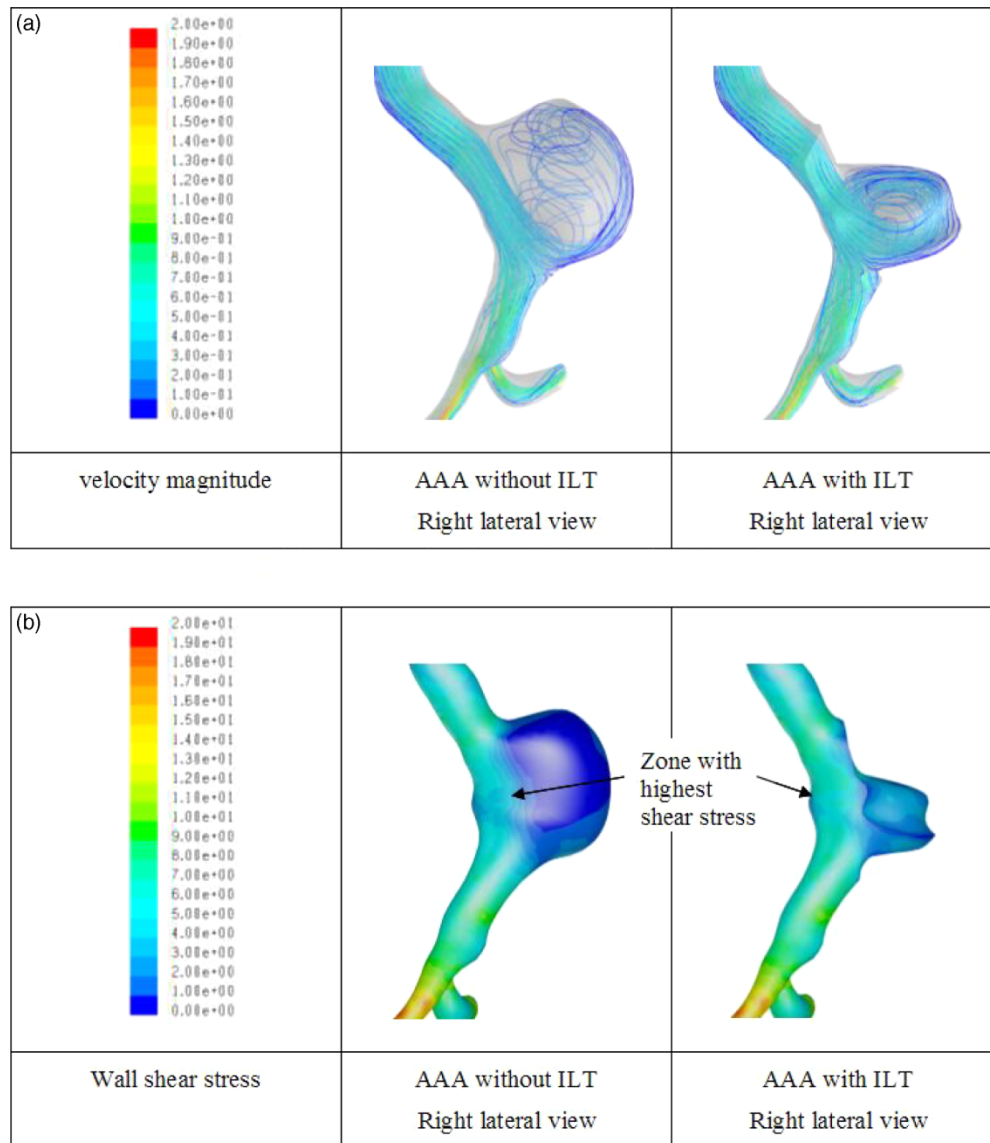 (a)
2.00e+00
1.90e+00
1.80e+00
1.70e+00
1.60e+00
1.50e+00
1.40e+00
1.30e+00
1.20e+00
1.10e+00
1.00e+00
9.00e-01
8.00e-01
7.00e-01
6.00e-01
5.00e-01
4.00e-01
3.00e-01
2.00e-01
1.00e-01
0.00e+00
velocity magnitude
AAA without ILT
Right lateral view
AAA with ILT
Right lateral view
(b)
2.00e+01
1.90e+01
1.80e+01
1.70e+01
1.60e+01
1.50e+01
1.40e+01
1.30e+01
1.20e+01
1.10e+01
1.00e+01
9.00e+00
8.00e+00
7.00e+00
6.00e+00
5.00e+00
4.00e+00
3.00e+00
2.00e+00
1.00e+00
0.00e+00
Zone with
highest
shear stress
Wall shear stress
AAA without ILT
Right lateral view
AAA with ILT
Right lateral view